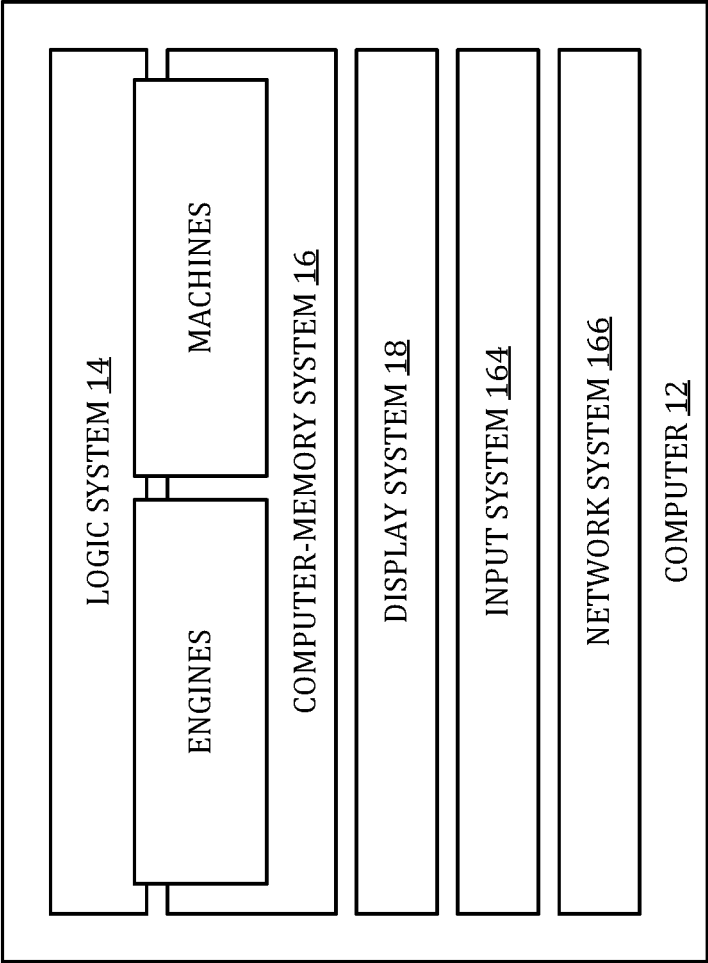 LOGIC SYSTEM 14
ENGINES
MACHINES
COMPUTER-MEMORY SYSTEM 16
DISPLAY SYSTEM 18
INPUT SYSTEM 164
NETWORK SYSTEM 166
COMPUTER 12